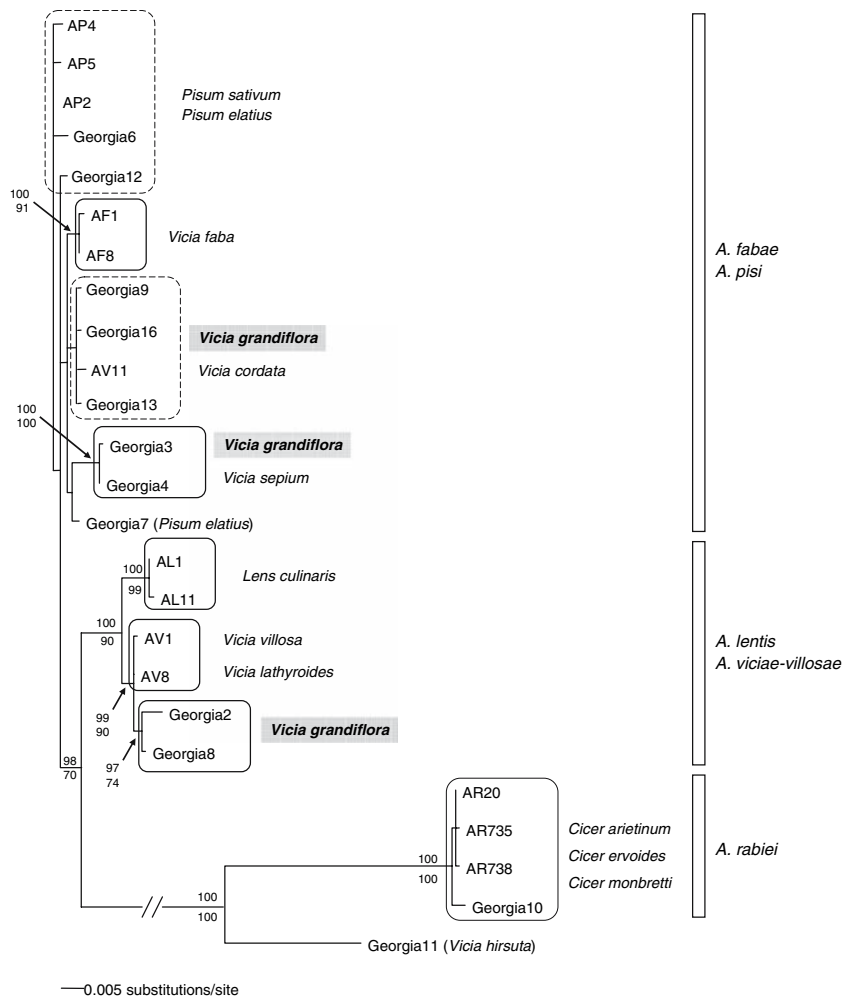 AP4
AP5
AP2
Pisum sativum
Pisum elatius
Georgia6
Georgia12
100
91
AF1
AF8
Vicia faba
A. fabae
A. pisi
Georgia9
Georgia16
Vicia grandiflora
AV11
Vicia cordata
Georgia13
100
100
Georgia3
Vicia grandiflora
Georgia4
Vicia sepium
Georgia7 (Pisum elatius)
AL1
100
99
AL11
Lens culinaris
100
90
AV1
Vicia villosa
AV8
Vicia lathyroides
A. lentis
A. viciae-villosae
99
90
Georgia2
Georgia8
Vicia grandiflora
97
74
98
70
AR20
AR735
Cicer arietinum
AR738
Cicer ervoides
Cicer monbretti
A. rabiei
100
100
Georgia10
100
100
Georgia11 (Vicia hirsuta)
0.005 substitutions/site